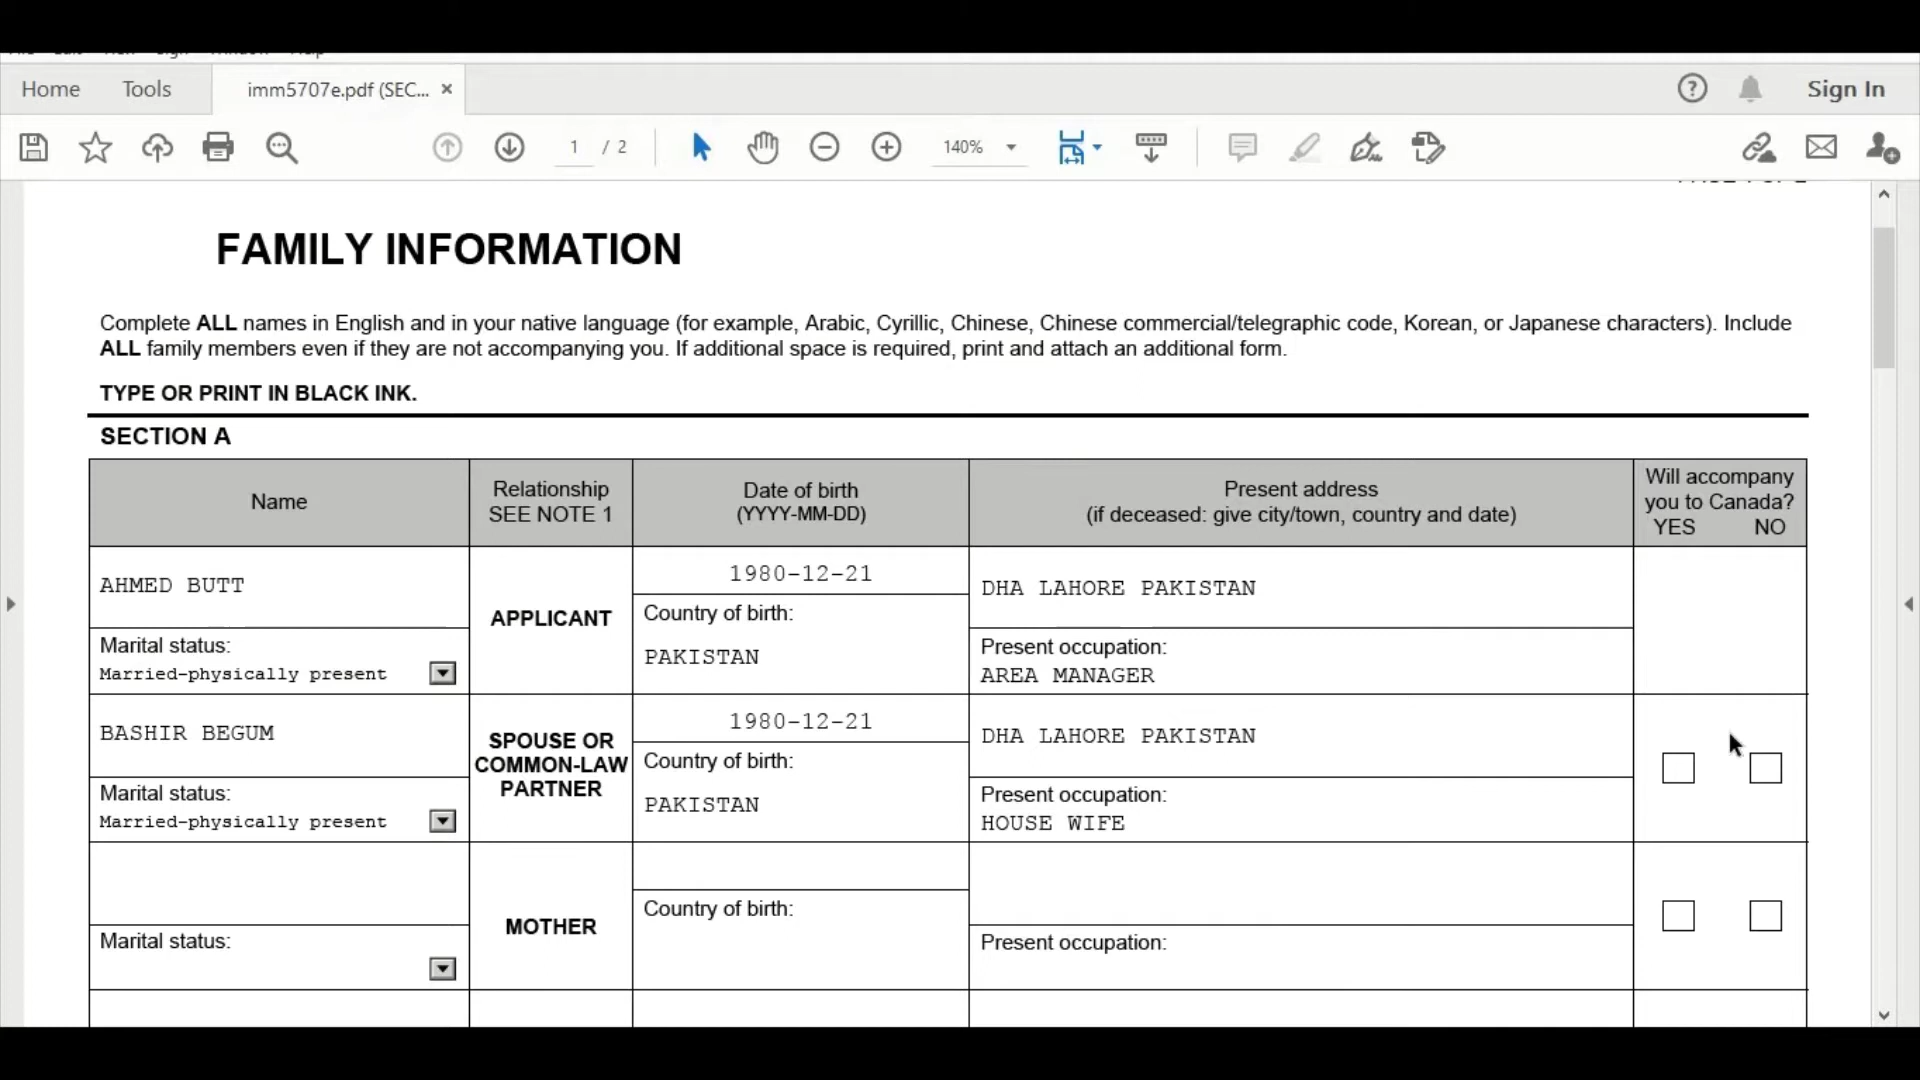 Home
Tools
imm5707e.pdf (SEC...
Sign In
1 / 2
140%
FAMILY INFORMATION
Complete ALL names in English and in your native language (for example, Arabic, Cyrillic, Chinese, Chinese commercial/telegraphic code, Korean, or Japanese characters). Include
ALL family members even if they are not accompanying you. If additional space is required, print and attach an additional form.
TYPE OR PRINT IN BLACK INK.
SECTION A
Name
Relationship
SEE NOTE 1
Date of birth
(YYYY-MM-DD)
Present address
(if deceased: give city/town, country and date)
Will accompany
you to Canada?
YES NO
AHMED BUTT
Marital status:
Married-physically present
APPLICANT
1980-12-21
Country of birth:
PAKISTAN
DHA LAHORE PAKISTAN
Present occupation:
AREA MANAGER
BASHIR BEGUM
Marital status:
Married-physically present
SPOUSE OR
COMMON-LAW
PARTNER
1980-12-21
Country of birth:
PAKISTAN
DHA LAHORE PAKISTAN
Present occupation:
HOUSE WIFE
Marital status:
MOTHER
Country of birth:
Present occupation: